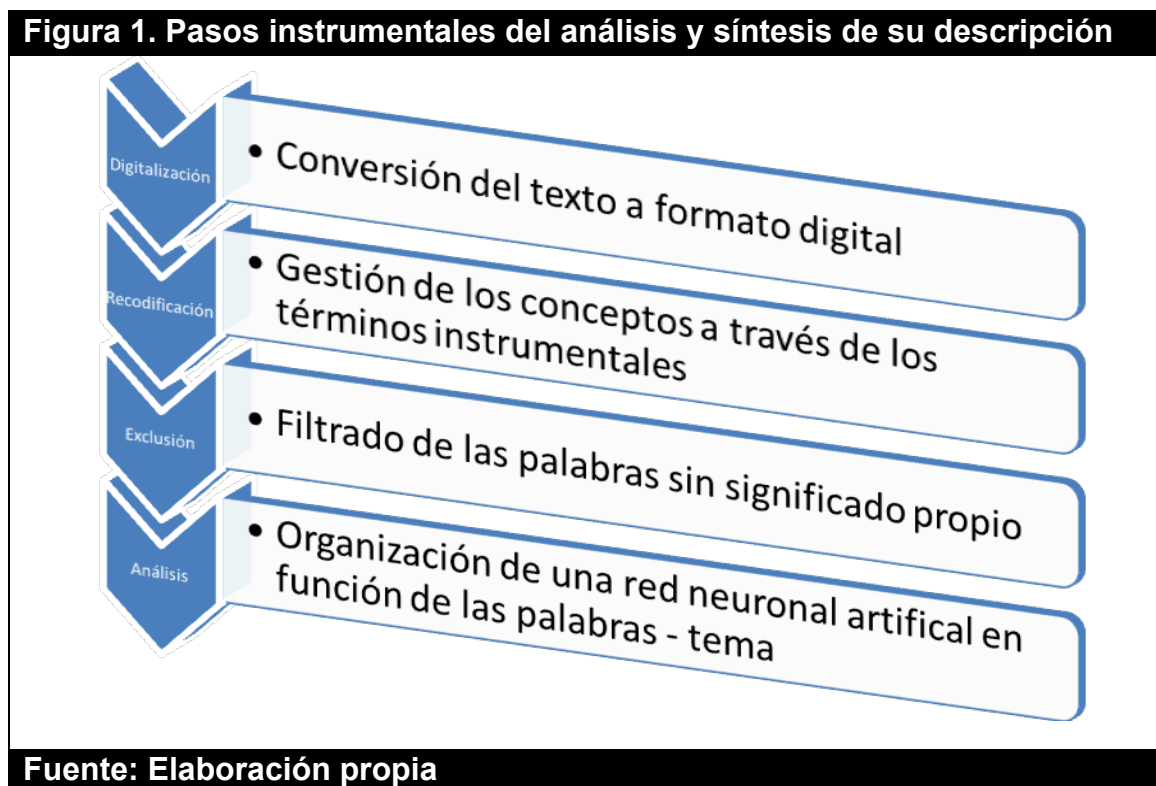 Figura 1. Pasos instrumentales del análisis y síntesis de su descripción
Digitalización
• Conversión del texto a formato digital
Recodificación
• Gestión de los conceptos a través de los
términos instrumentales
Exclusión
• Filtrado de las palabras sin significado propio
Análisis
• Organización de una red neuronal artifical en
función de las palabras - tema
Fuente: Elaboración propia